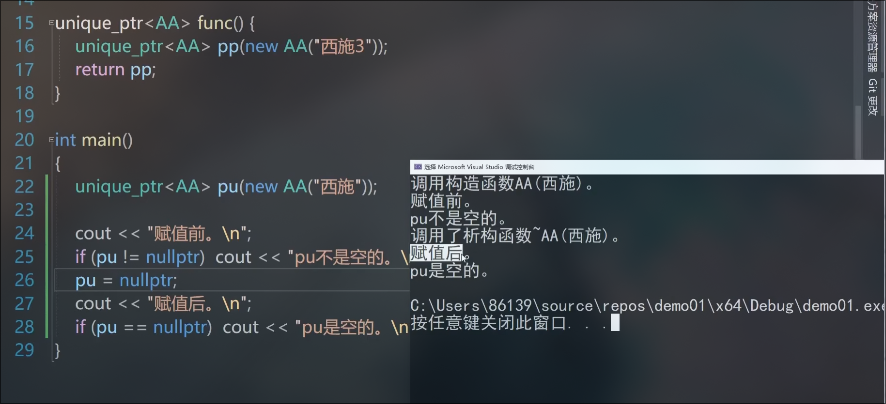 14
15 unique_ptr<AA> func() {
16 unique_ptr<AA> pp(new AA("西施3"));
17 return pp;
18 }
19
20 int main()
21 {
22 unique_ptr<AA> pu(new AA("西施"));
23
24 cout << "赋值前。\n";
25 if (pu != nullptr) cout << "pu不是空的。\
26 pu = nullptr;
27 cout << "赋值后。\n";
28 if (pu == nullptr) cout << "pu是空的。\n
29 }
选择 Microsoft Visual Studio 调试控制台
调用构造函数AA(西施)。
赋值前。
pu不是空的。
调用了析构函数~AA(西施)。
赋值后。
pu是空的。
C:\Users\86139\source\repos\demo01\x64\Debug\demo01.exe
按任意键关闭此窗口. . .
方案资源管理器
Git 更改